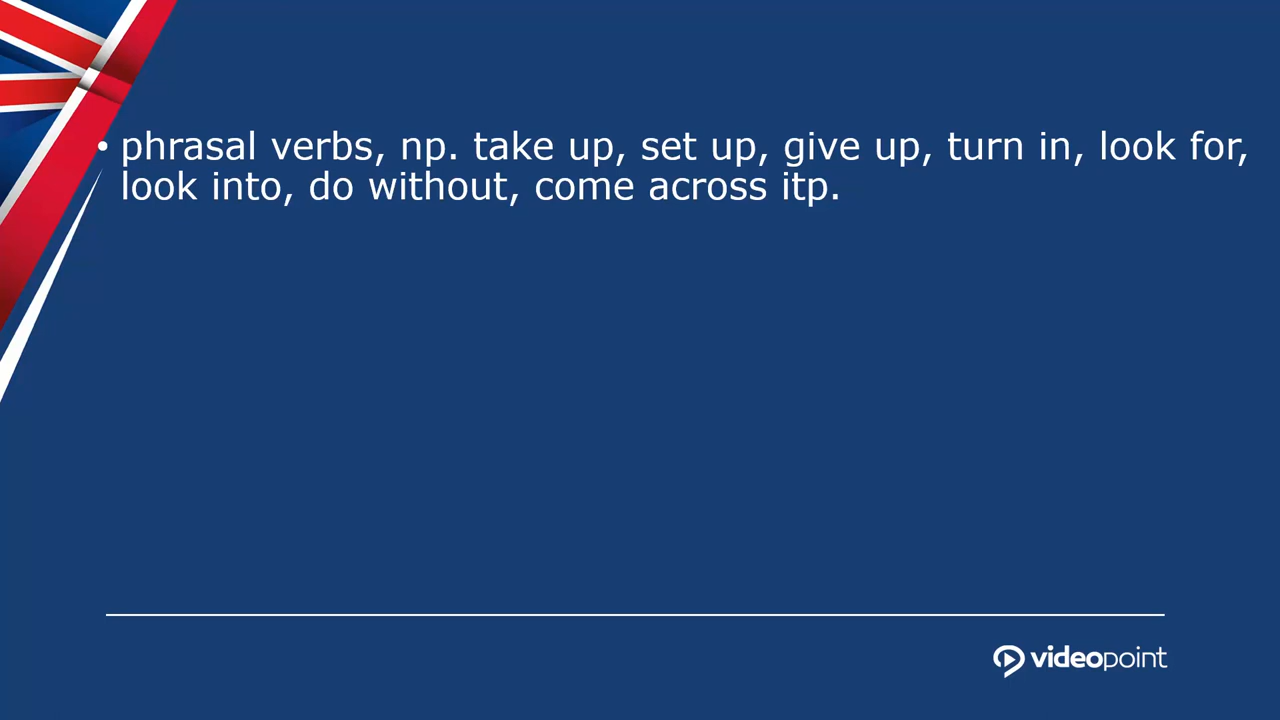 • phrasal verbs, np. take up, set up, give up, turn in, look for,
look into, do without, come across itp.
videopoint